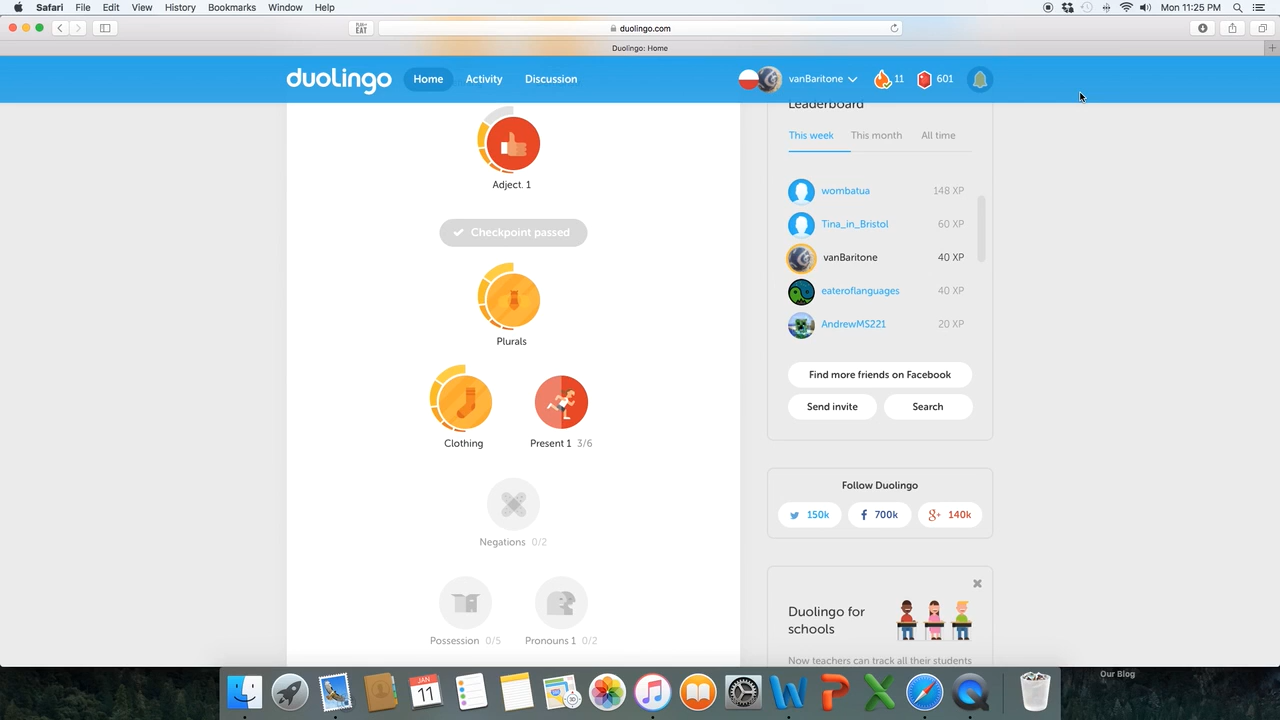 Safari File Edit View History Bookmarks Window Help Mon 11:25 PM
PLAN
EAT
duolingo.com
Duolingo: Home
duolingo Home Activity Discussion vanBaritone 11 601
Adject. 1
Checkpoint passed
Plurals
Clothing Present 1 3/6
Negations 0/2
Possession 0/5 Pronouns 1 0/2
Leaderboard
This week This month All time
wombatua 148 XP
Tina_in_Bristol 60 XP
vanBaritone 40 XP
eateroflanguages 40 XP
AndrewMS221 20 XP
Find more friends on Facebook
Send invite Search
Follow Duolingo
150k 700k 140k
Duolingo for
schools
Now teachers can track all their students
Our Blog
JAN
11